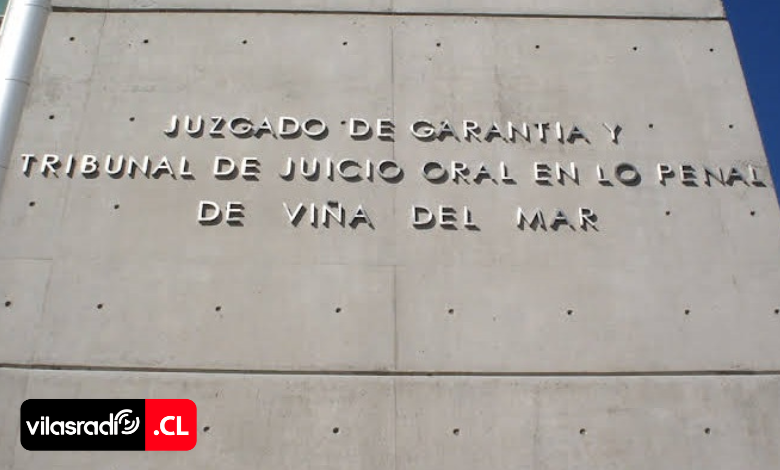 JUZGADO DE GARANTIA Y
TRIBUNAL DE JUICIO ORAL EN LO PENAL
DE VIÑA DEL MAR
vilasradio .CL